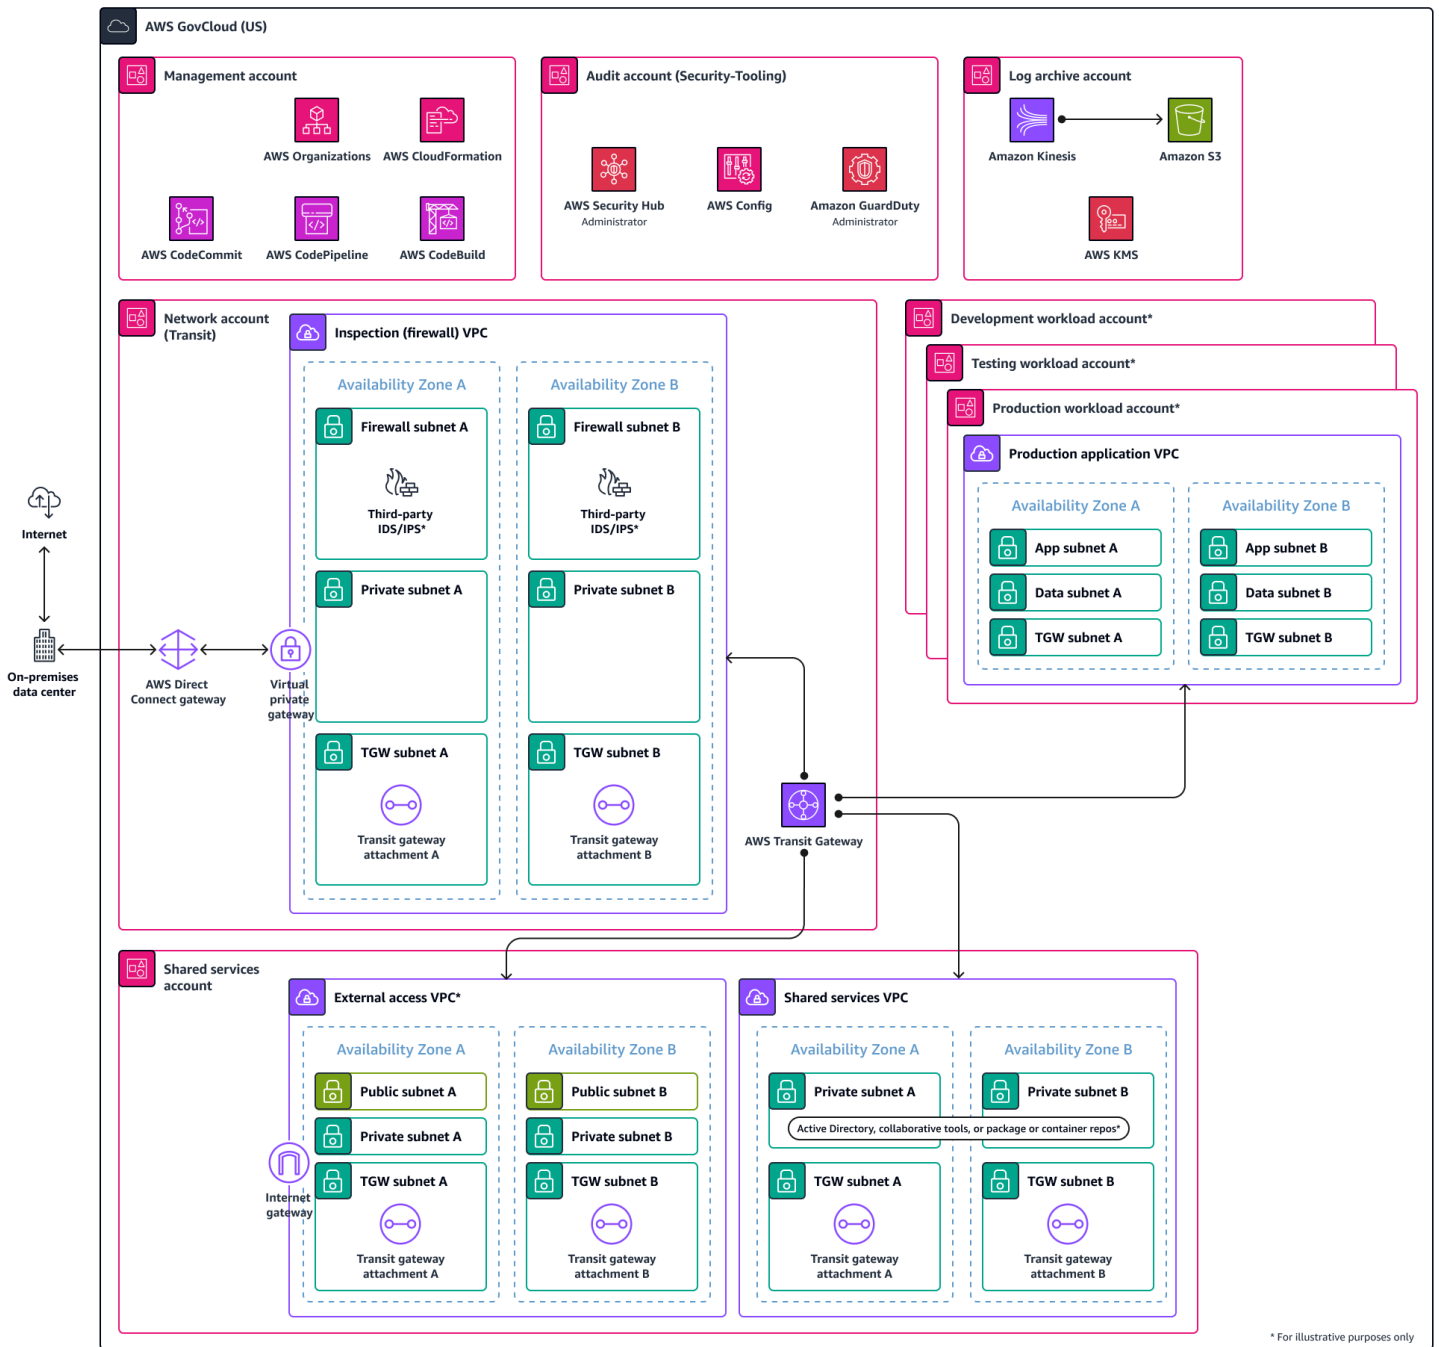 AWS GovCloud (US)
Management account
AWS Organizations
AWS CloudFormation
AWS CodeCommit
AWS CodePipeline
AWS CodeBuild
Audit account (Security-Tooling)
AWS Security Hub
Administrator
AWS Config
Amazon GuardDuty
Administrator
Log archive account
Amazon Kinesis
Amazon S3
AWS KMS
Network account
(Transit)
Inspection (firewall) VPC
Availability Zone A
Firewall subnet A
Third-party
IDS/IPS*
Private subnet A
TGW subnet A
Transit gateway
attachment A
Availability Zone B
Firewall subnet B
Third-party
IDS/IPS*
Private subnet B
TGW subnet B
Transit gateway
attachment B
Internet
On-premises
data center
AWS Direct
Connect gateway
Virtual
private
gateway
AWS Transit Gateway
Development workload account*
Testing workload account*
Production workload account*
Production application VPC
Availability Zone A
App subnet A
Data subnet A
TGW subnet A
Availability Zone B
App subnet B
Data subnet B
TGW subnet B
Shared services
account
External access VPC*
Availability Zone A
Public subnet A
Private subnet A
TGW subnet A
Transit gateway
attachment A
Internet
gateway
Availability Zone B
Public subnet B
Private subnet B
TGW subnet B
Transit gateway
attachment B
Shared services VPC
Availability Zone A
Private subnet A
Availability Zone B
Private subnet B
Active Directory, collaborative tools, or package or container repos*
TGW subnet A
Transit gateway
attachment A
TGW subnet B
Transit gateway
attachment B
* For illustrative purposes only